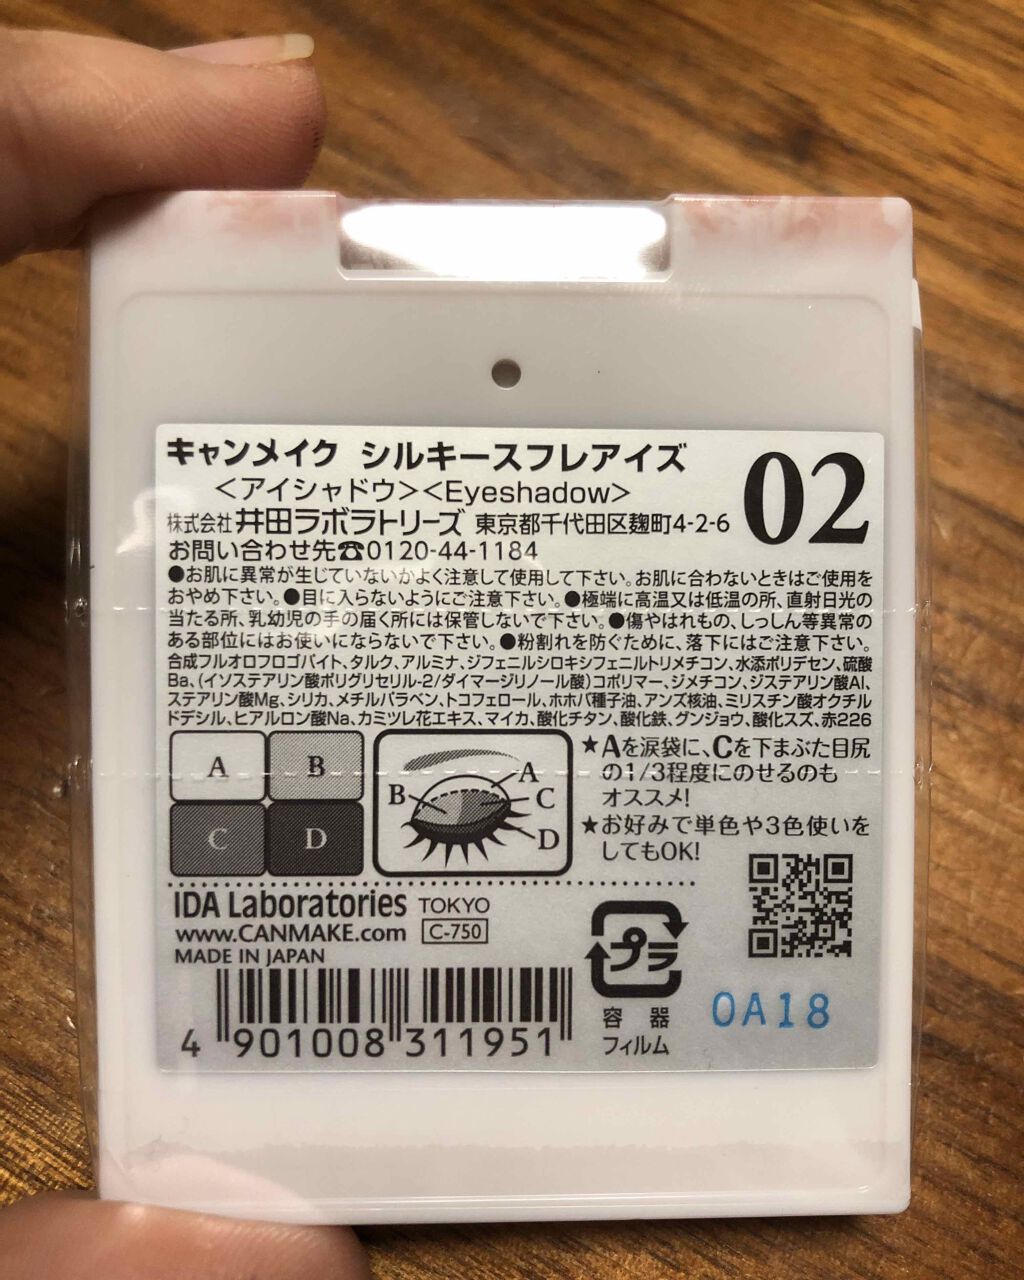 キャンメイク シルキースフレアイズ
02
<アイシャドウ><Eyeshadow>
株式会社 井田ラボラトリーズ 東京都千代田区麹町4-2-6
お問い合わせ先☎0120-44-1184
●お肌に異常が生じていないかよく注意して使用して下さい。お肌に合わないときはご使用を
おやめ下さい。●目に入らないようにご注意下さい。●極端に高温又は低温の所、直射日光の
当たる所、乳幼児の手の届く所には保管しないで下さい。●傷やはれもの、しっしん等異常の
ある部位にはお使いにならないで下さい。●粉割れを防ぐために、落下にはご注意下さい。
合成フルオロフロゴパイト、タルク、アルミナ、ジフェニルシロキシフェニルトリメチコン、水添ポリデセン、硫酸
Ba、(イソステアリン酸ポリグリセリル-2/ダイマージリノール酸)コポリマー、ジメチコン、ジステアリン酸Al、
ステアリン酸Mg、シリカ、メチルパラベン、トコフェロール、ホホバ種子油、アンズ核油、ミリスチン酸オクチル
ドデシル、ヒアルロン酸Na、カミツレ花エキス、マイカ、酸化チタン、酸化鉄、グンジョウ、酸化スズ、赤226
A B
C D
A
B
C
D
★Aを涙袋に、Cを下まぶた目尻
の1/3程度にのせるのも
オススメ!
★お好みで単色や3色使いを
してもOK!
IDA Laboratories TOKYO
www.CANMAKE.com C-750
MADE IN JAPAN
4 901008 311951
プラ
容器
フィルム
0A18